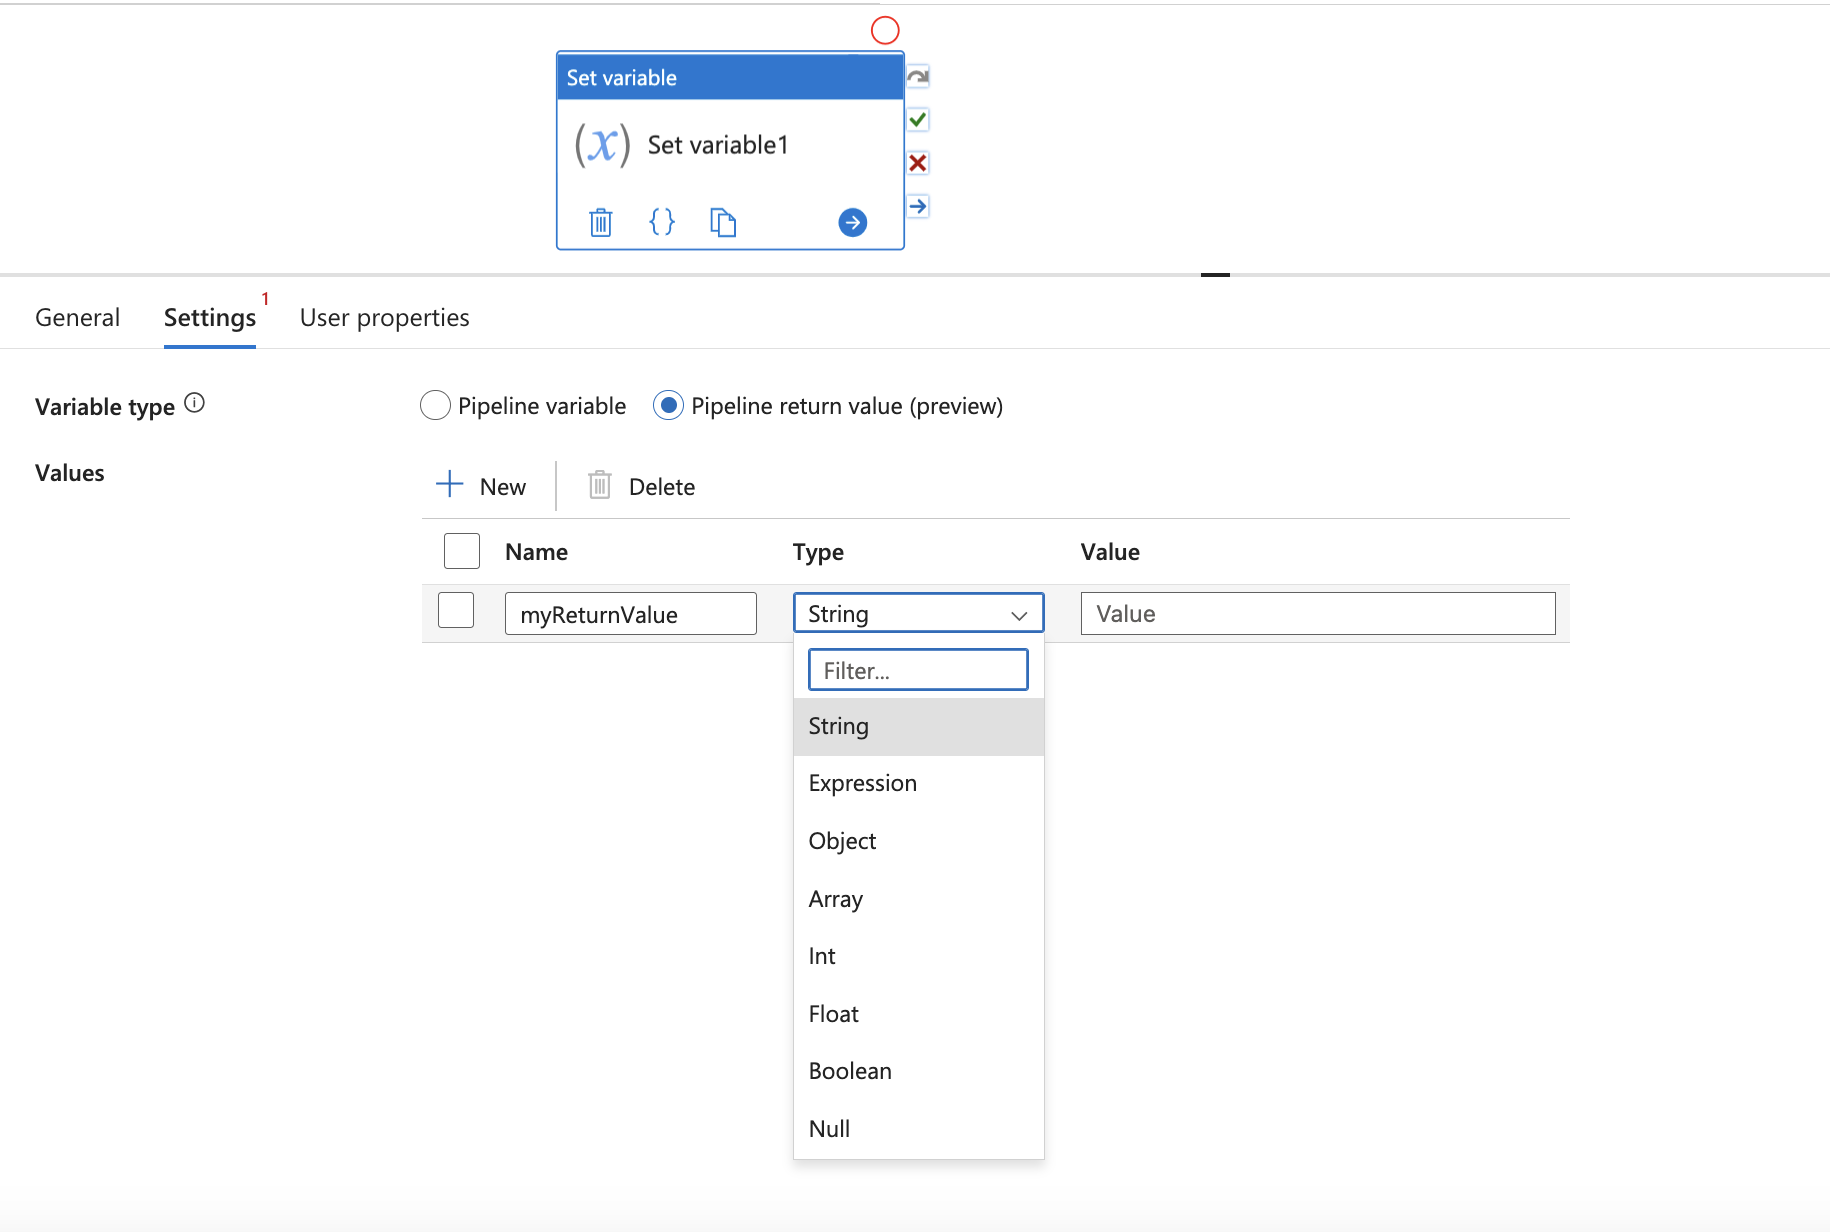 Set variable
(x) Set variable1
{}
General Settings 1 User properties
Variable type Pipeline variable Pipeline return value (preview)
Values
New Delete
Name Type Value
myReturnValue String Value
Filter...
String
Expression
Object
Array
Int
Float
Boolean
Null